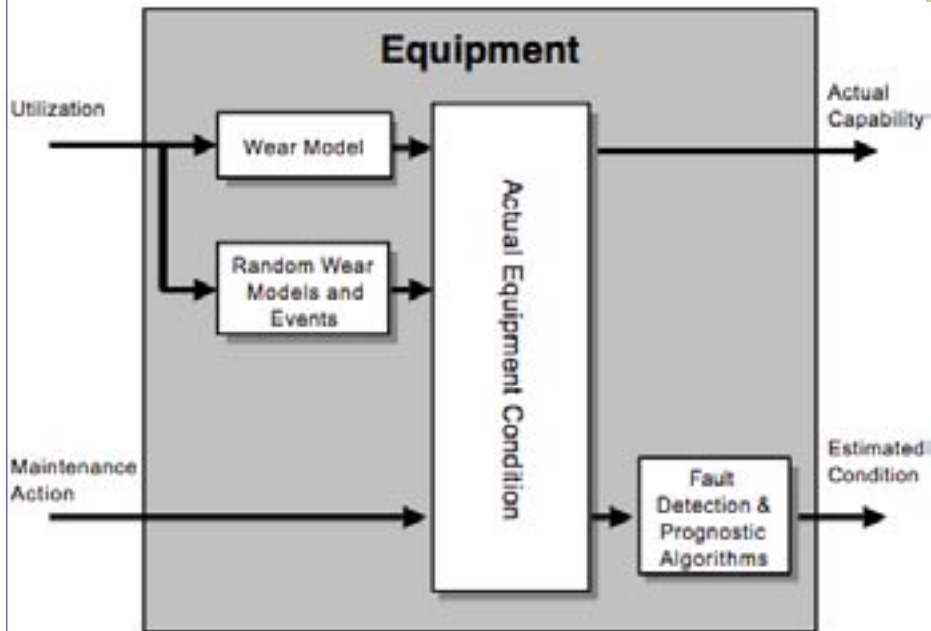 Equipment
Utilization
Wear Model
Random Wear
Models and
Events
Maintenance
Action
Actual Equipment Condition
Actual
Capability
Fault
Detection &
Prognostic
Algorithms
Estimated
Condition